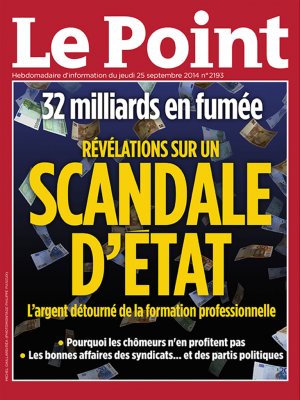 Le Point
Hebdomadaire d'information du jeudi 25 septembre 2014 n° 2193
32 milliards en fumée
RÉVÉLATIONS SUR UN
SCANDALE
D'ÉTAT
L'argent détourné de la formation professionnelle
• Pourquoi les chômeurs n'en profitent pas
• Les bonnes affaires des syndicats... et des partis politiques